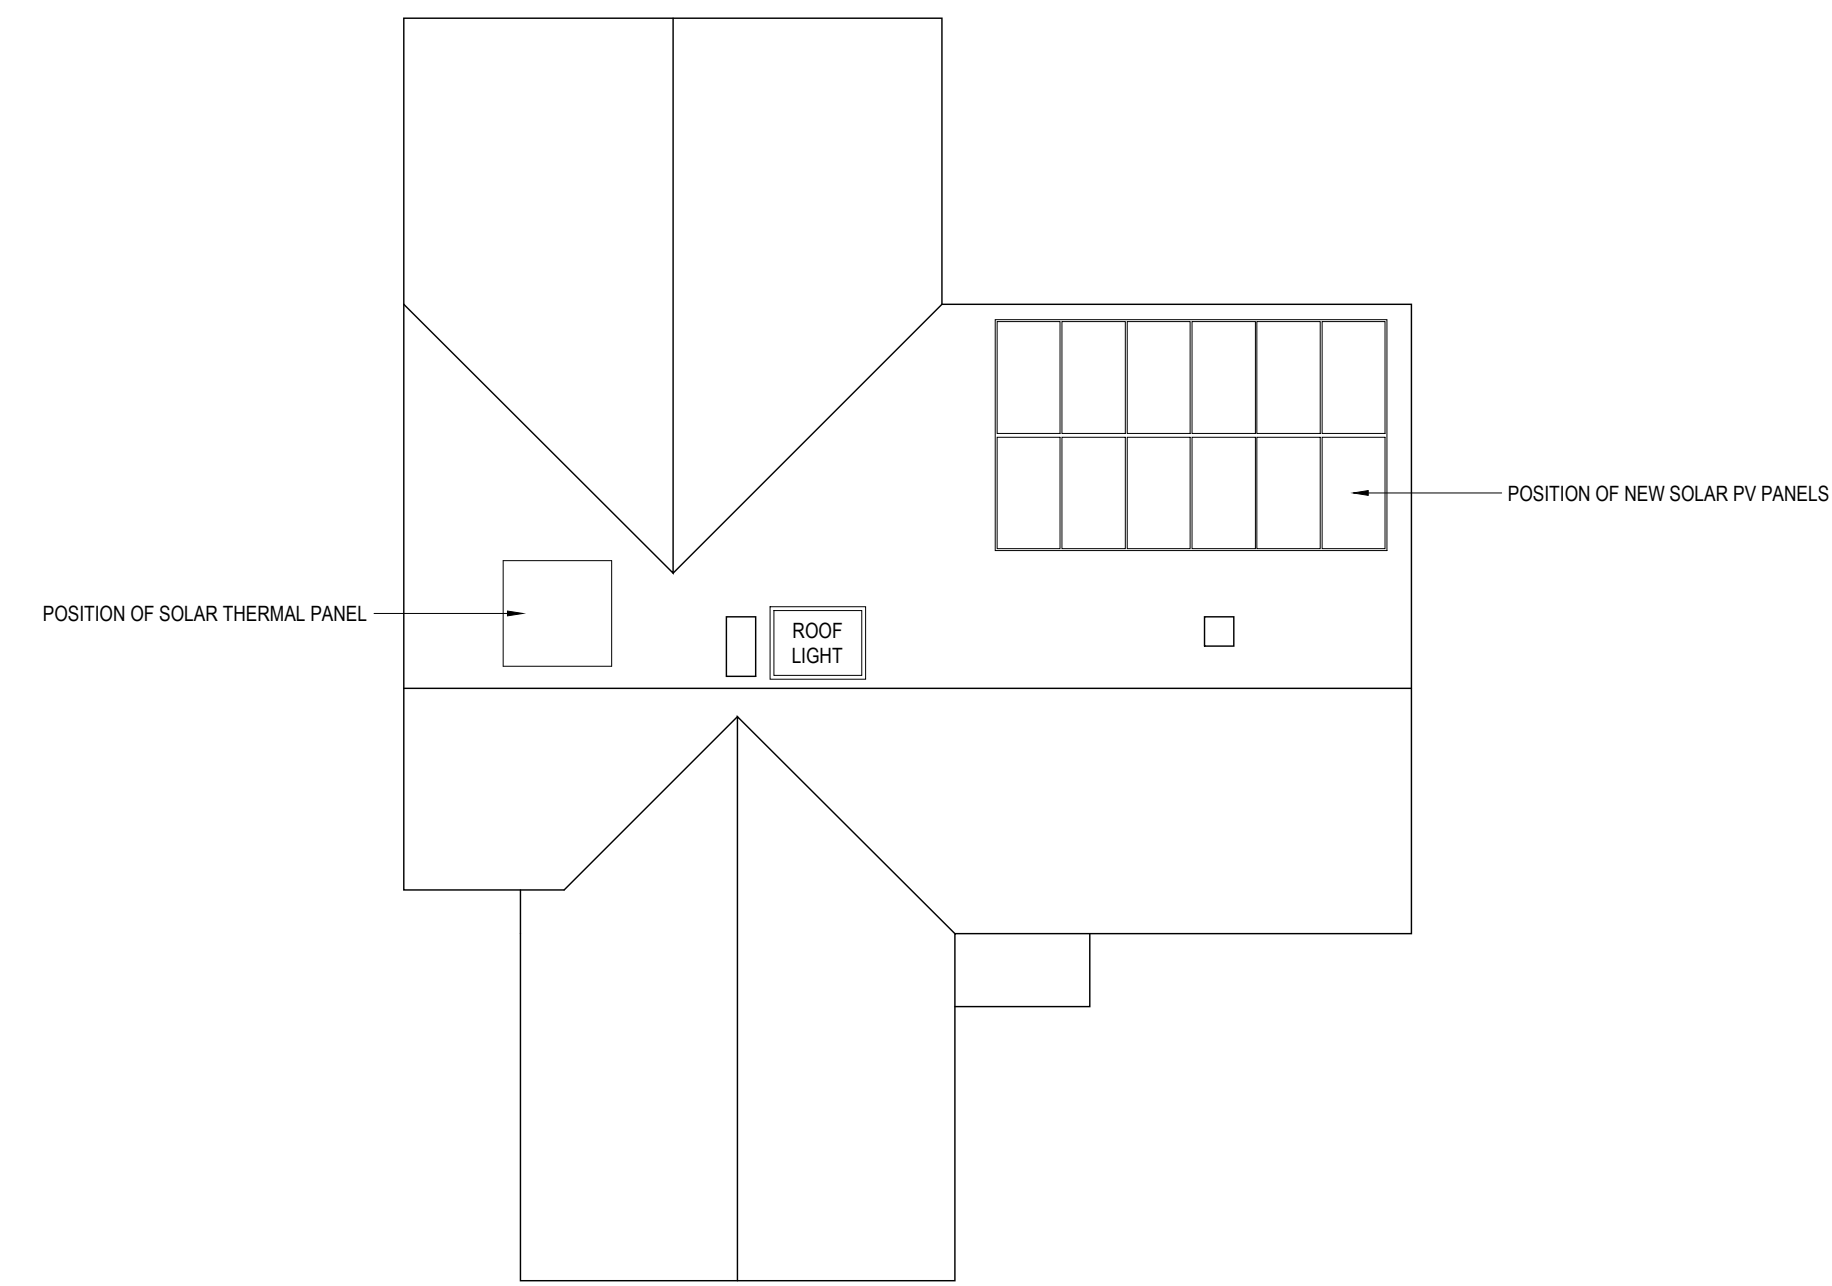 POSITION OF NEW SOLAR PV PANELS
POSITION OF SOLAR THERMAL PANEL
ROOF
LIGHT